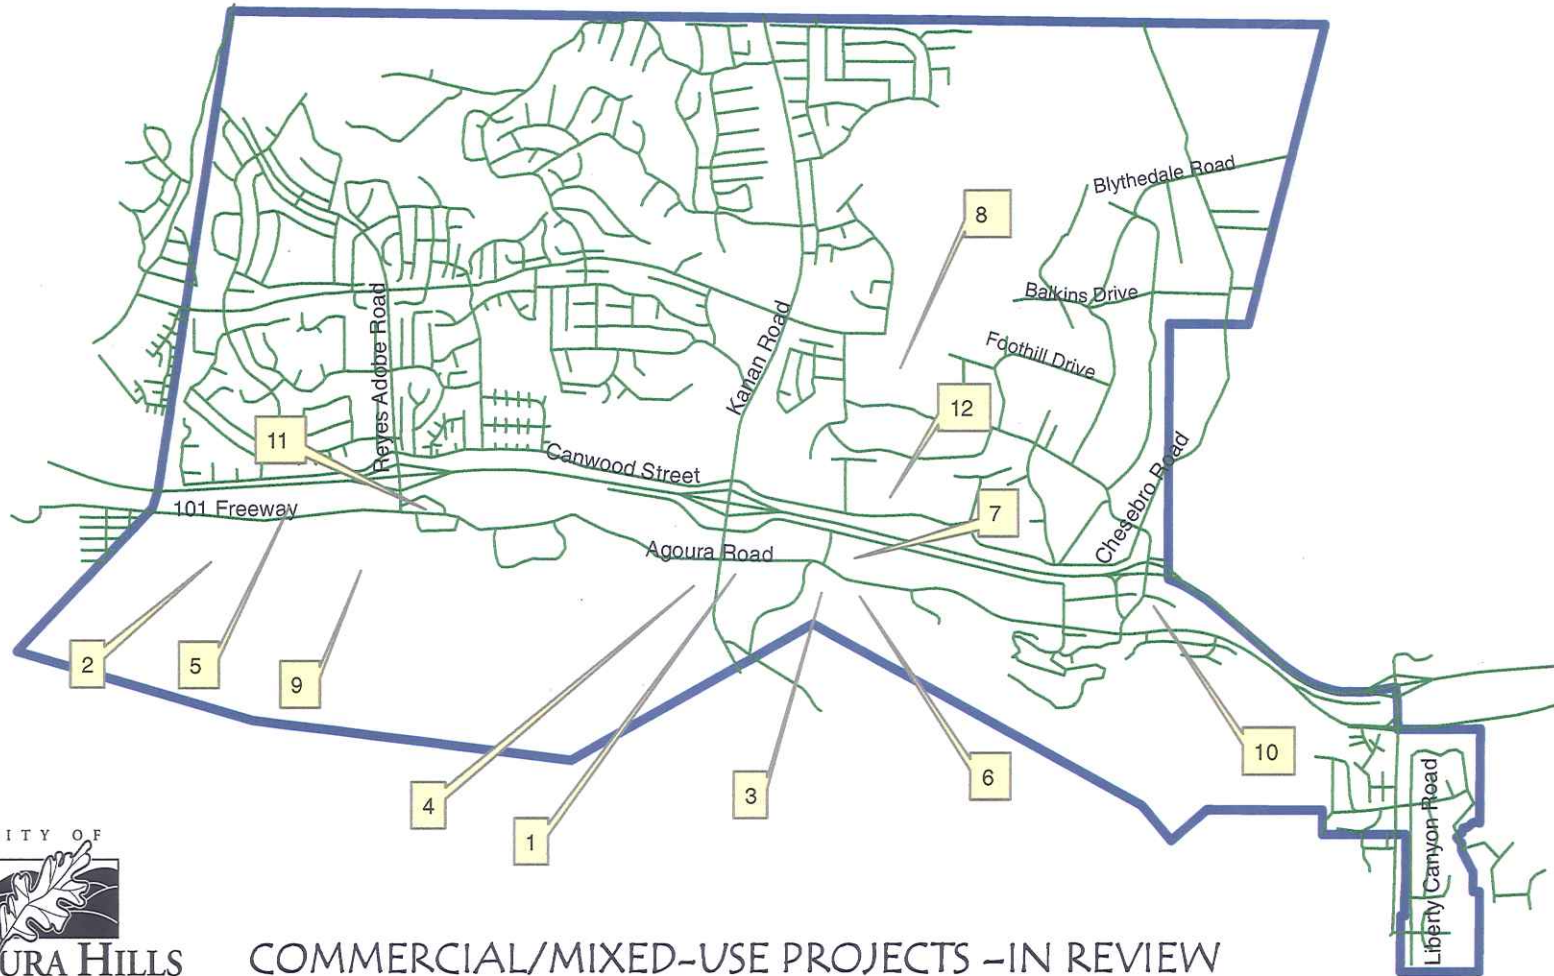 Blythedale Road
8
Balkins Drive
Reyes Adobe Road
Kanan Road
Foothill Drive
12
11
Canwood Street
Chesebro Road
101 Freeway
7
Agoura Road
2
5
9
10
4
3
6
1
Liberty Canyon Road
ITY OF
URA HILLS
COMMERCIAL/MIXED-USE PROJECTS –IN REVIEW